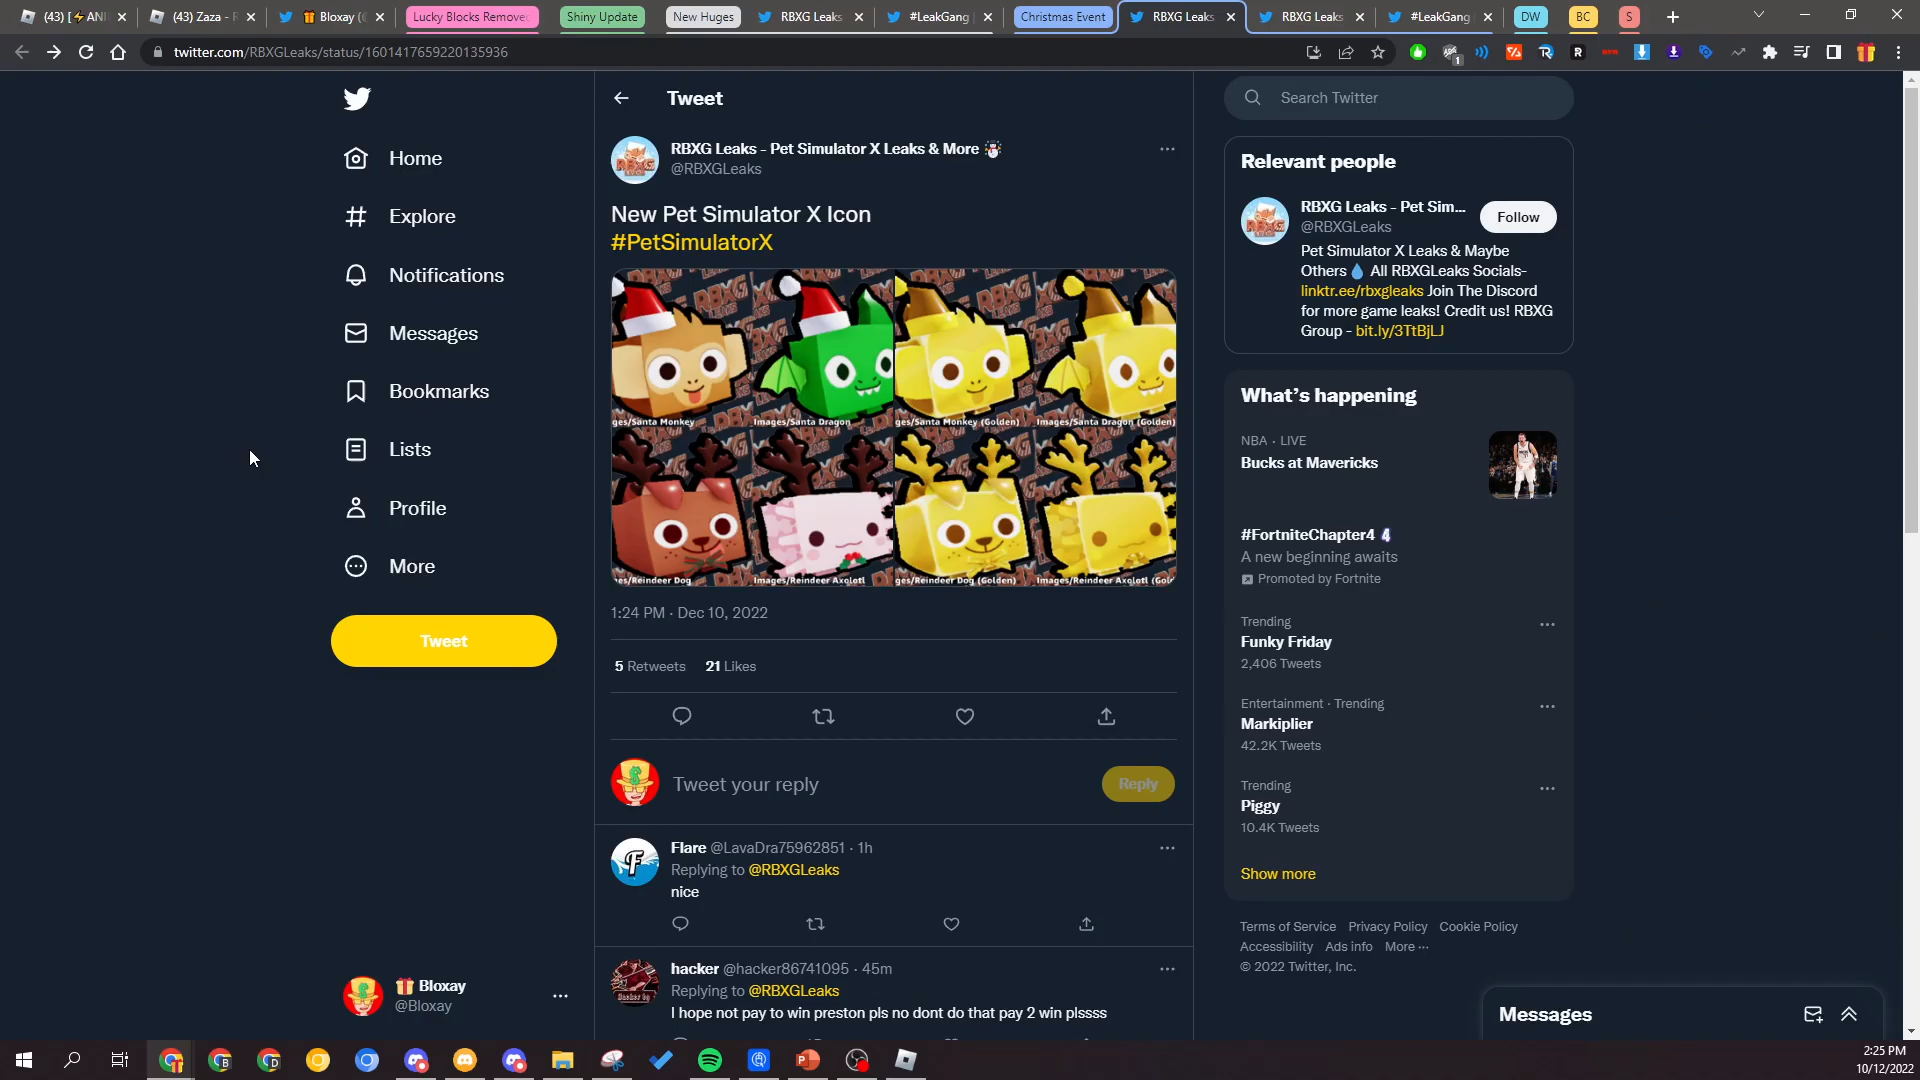 (43) [⚡ANI
(43) Zaza - R
Bloxay (@
Lucky Blocks Removed
Shiny Update
New Huges
RBXG Leaks
#LeakGang
Christmas Event
RBXG Leaks
RBXG Leaks
#LeakGang
DW
BC
S
twitter.com/RBXGLeaks/status/1601417659220135936
1
Home
Explore
Notifications
Messages
Bookmarks
Lists
Profile
More
Tweet
Bloxay
@Bloxay
Tweet
RBXG Leaks - Pet Simulator X Leaks & More
@RBXGLeaks
New Pet Simulator X Icon
#PetSimulatorX
ges/Santa Monkey
Images/Santa Dragon
ges/Santa Monkey (Golden)
Images/Santa Dragon (Golden)
es/Reindeer Dog
Images/Reindeer Axolotl
ges/Reindeer Dog (Golden)
Images/Reindeer Axolotl (Gol
1:24 PM · Dec 10, 2022
5 Retweets 21 Likes
Tweet your reply
Reply
Flare @LavaDra75962851 · 1h
Replying to @RBXGLeaks
nice
hacker @hacker86741095 · 45m
Replying to @RBXGLeaks
I hope not pay to win preston pls no dont do that pay 2 win plssss
Search Twitter
Relevant people
RBXG Leaks - Pet Sim...
@RBXGLeaks
Follow
Pet Simulator X Leaks & Maybe
Others 💧 All RBXGLeaks Socials-
linktr.ee/rbxgleaks Join The Discord
for more game leaks! Credit us! RBXG
Group - bit.ly/3TtBjLJ
What's happening
NBA · LIVE
Bucks at Mavericks
#FortniteChapter4
A new beginning awaits
Promoted by Fortnite
Trending
Funky Friday
2,406 Tweets
Entertainment · Trending
Markiplier
42.2K Tweets
Trending
Piggy
10.4K Tweets
Show more
Terms of Service Privacy Policy Cookie Policy
Accessibility Ads info More ···
© 2022 Twitter, Inc.
Messages
2:25 PM
10/12/2022